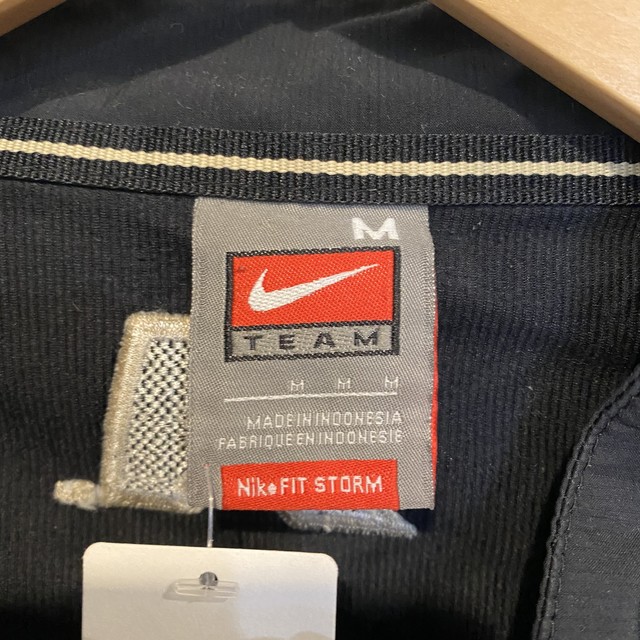 M
TEAM
M M M
MADE IN INDONESIA
FABRIQUE EN INDONESIE
Nike FIT STORM